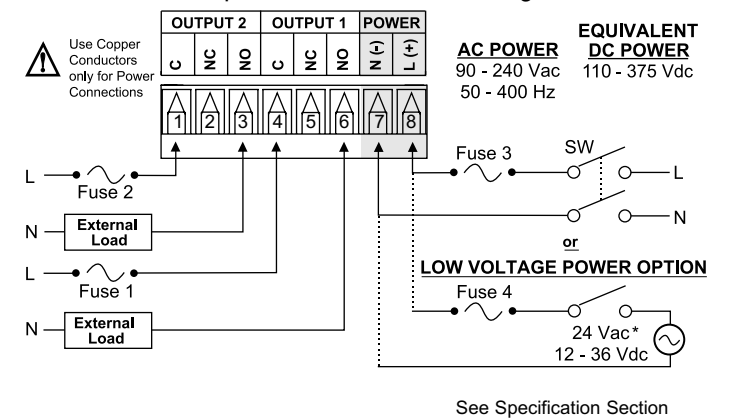 OUTPUT 2 OUTPUT 1 POWER
C NC NO C NC NO N (-) L (+)
1 2 3 4 5 6 7 8
Use Copper
Conductors
only for Power
Connections
AC POWER
90 - 240 Vac
50 - 400 Hz
EQUIVALENT
DC POWER
110 - 375 Vdc
L Fuse 2
N External
Load
L Fuse 1
N External
Load
Fuse 3 SW L
N
or
LOW VOLTAGE POWER OPTION
Fuse 4
24 Vac*
12 - 36 Vdc
See Specification Section